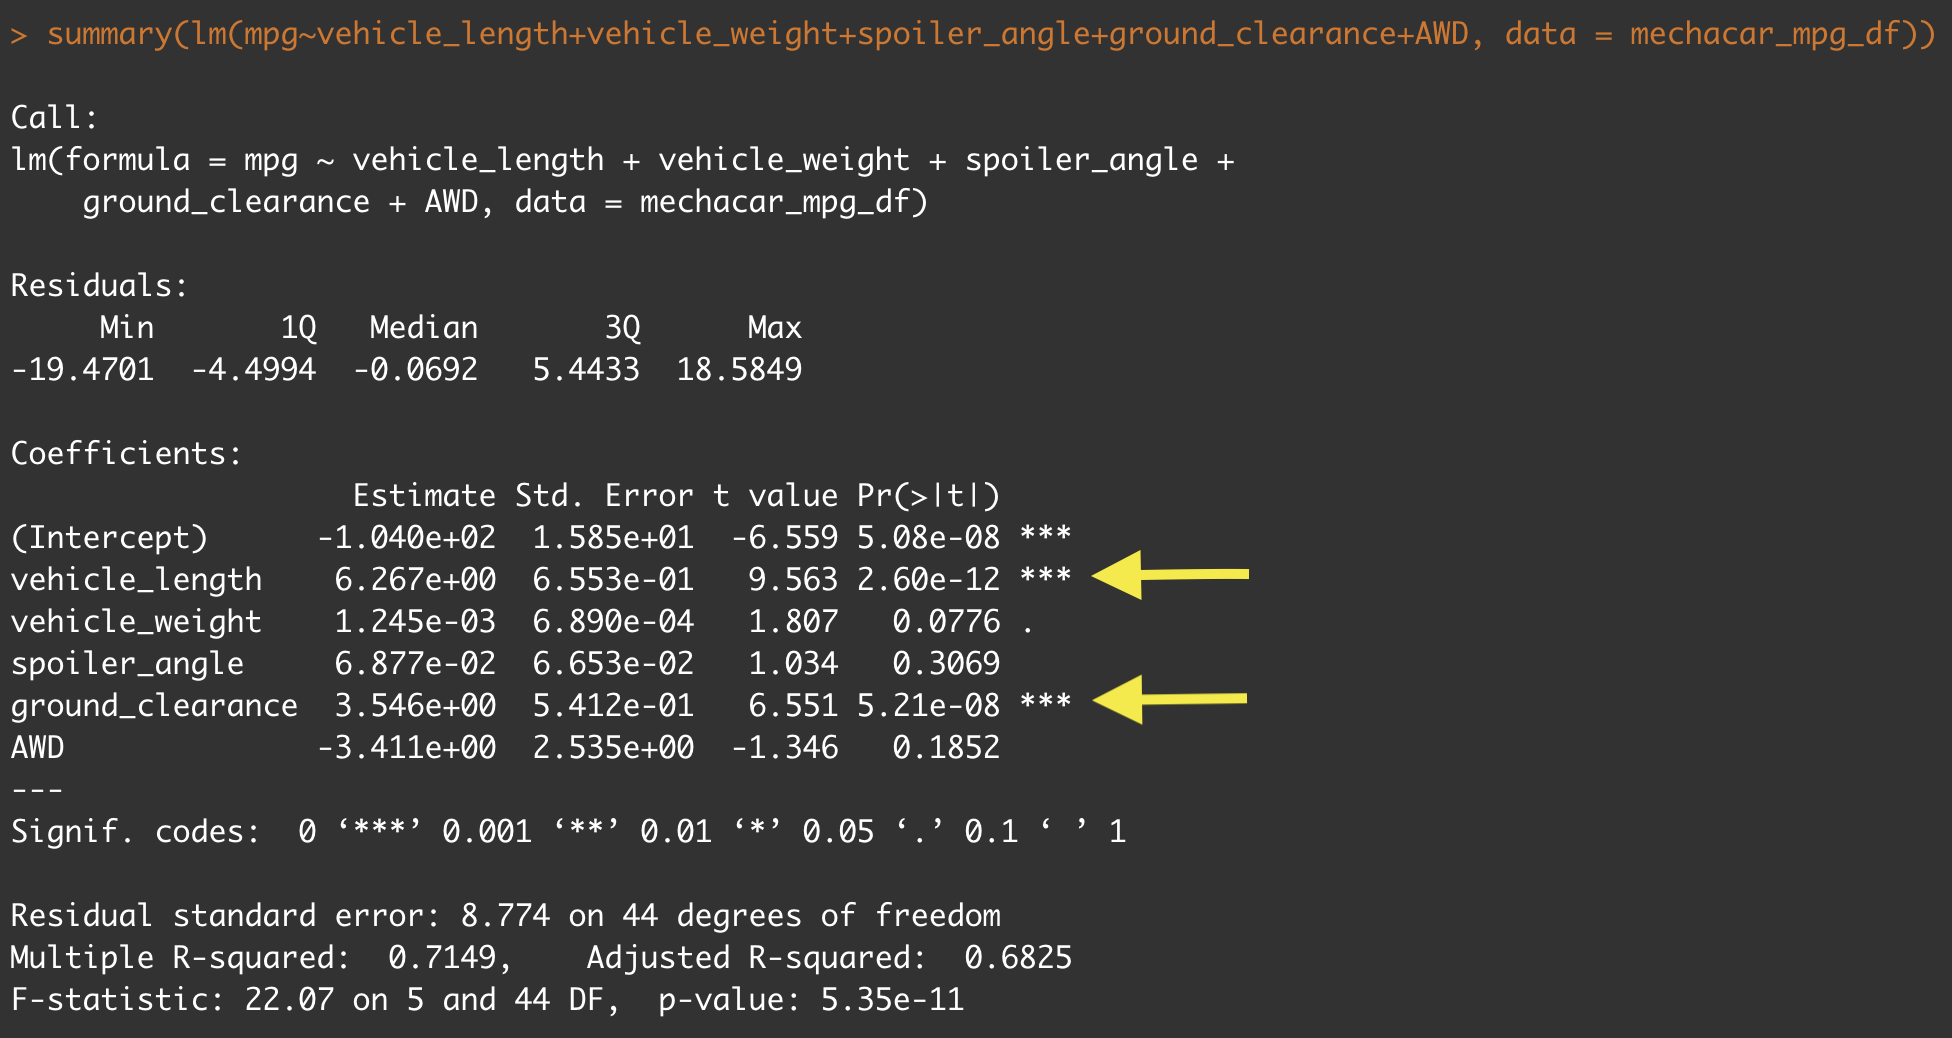 > summary(lm(mpg~vehicle_length+vehicle_weight+spoiler_angle+ground_clearance+AWD, data = mechacar_mpg_df))
Call:
lm(formula = mpg ~ vehicle_length + vehicle_weight + spoiler_angle +
    ground_clearance + AWD, data = mechacar_mpg_df)
Residuals:
     Min       1Q   Median       3Q      Max
-19.4701  -4.4994  -0.0692   5.4433  18.5849
Coefficients:
                   Estimate Std. Error t value Pr(>|t|)
(Intercept)      -1.040e+02  1.585e+01  -6.559 5.08e-08 ***
vehicle_length    6.267e+00  6.553e-01   9.563 2.60e-12 ***
vehicle_weight    1.245e-03  6.890e-04   1.807   0.0776 .
spoiler_angle     6.877e-02  6.653e-02   1.034   0.3069
ground_clearance  3.546e+00  5.412e-01   6.551 5.21e-08 ***
AWD              -3.411e+00  2.535e+00  -1.346   0.1852
---
Signif. codes:  0 ‘***’ 0.001 ‘**’ 0.01 ‘*’ 0.05 ‘.’ 0.1 ‘ ’ 1
Residual standard error: 8.774 on 44 degrees of freedom
Multiple R-squared:  0.7149,    Adjusted R-squared:  0.6825
F-statistic: 22.07 on 5 and 44 DF,  p-value: 5.35e-11